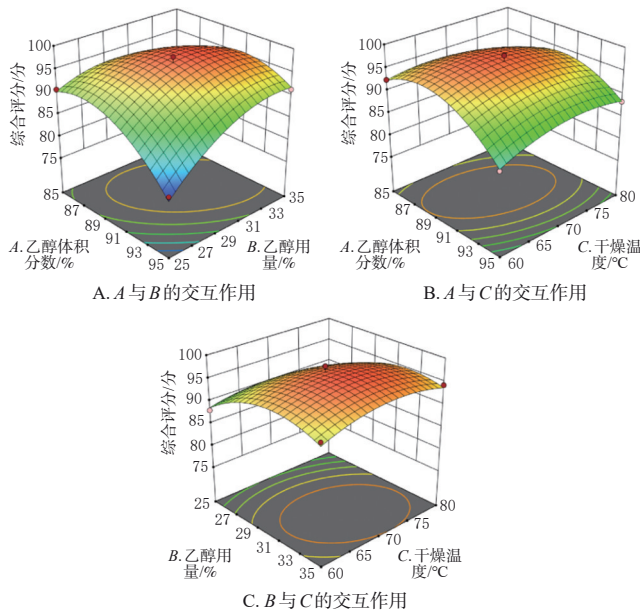 综合评分/分
100
95
90
85
80
75
85
87
89
91
93
95
25
27
29
31
33
35
A.乙醇体积
分数/%
B.乙醇用
量/%
A. A与B的交互作用
综合评分/分
100
95
90
85
80
75
85
87
89
91
93
95
60
65
70
75
80
A.乙醇体积
分数/%
C.干燥温
度/℃
B. A与C的交互作用
综合评分/分
100
95
90
85
80
75
25
27
29
31
33
35
60
65
70
75
80
B.乙醇用
量/%
C.干燥温
度/℃
C. B与C的交互作用